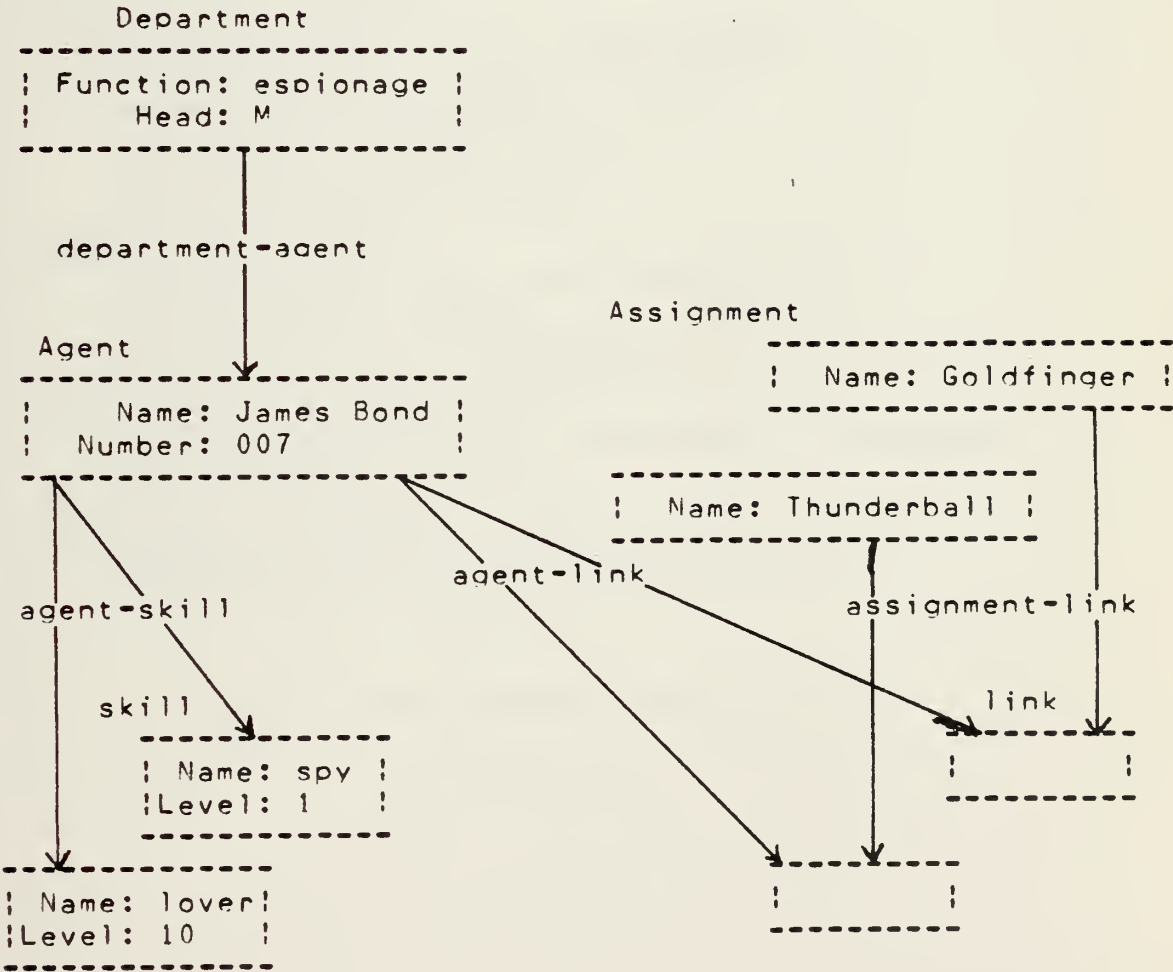 Department
Function: espionage
Head: M
department-agent
Assignment
Agent
Name: Goldfinger
Name: James Bond
Number: 007
Name: Thunderball
agent-link
agent-skill
assignment-link
skill
link
Name: spy
Level: 1
Name: lover
Level: 10